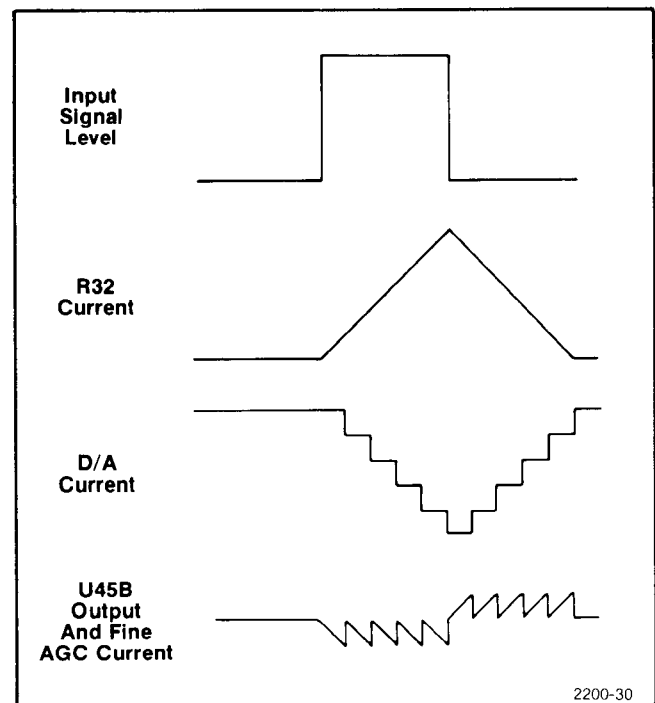 Input
Signal
Level
R32
Current
D/A
Current
U45B
Output
And Fine
AGC Current
2200-30